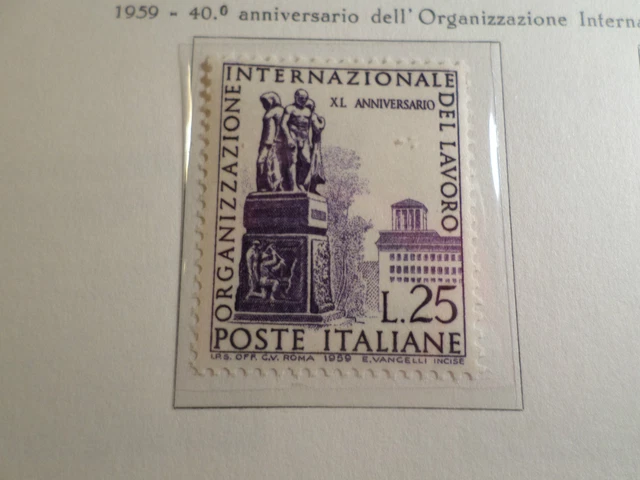 1959 - 40.º anniversario dell'Organizzazione
ORGANIZZAZIONE
INTERNAZIONALE
DEL LAVORO
XL ANNIVERSARIO
L.25
POSTE ITALIANE
I.P.S. OFF. C.V. ROMA 1959 E. VANGELLI INCISE